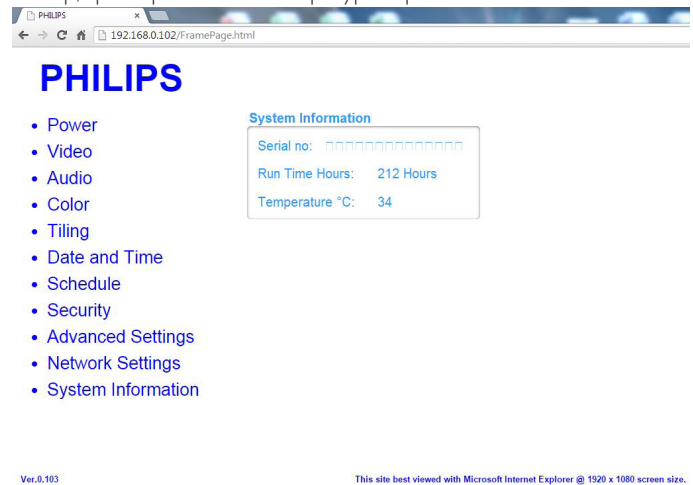 PHILIPS
192.168.0.102/FramePage.html
PHILIPS
Power
Video
Audio
Color
Tiling
Date and Time
Schedule
Security
Advanced Settings
Network Settings
System Information
System Information
Serial no:
Run Time Hours: 212 Hours
Temperature °C: 34
Ver.0.103
This site best viewed with Microsoft Internet Explorer @ 1920 x 1080 screen size.